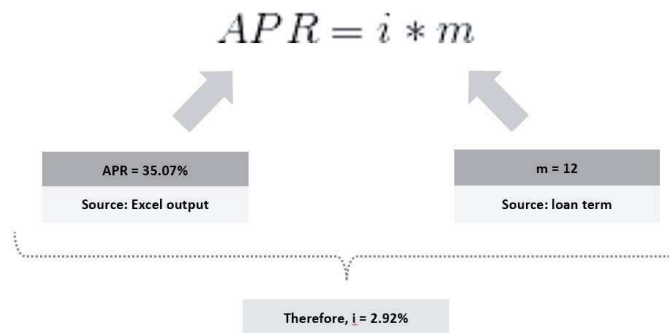 APR = i * m
APR = 35.07%
Source: Excel output
m = 12
Source: loan term
Therefore, i = 2.92%